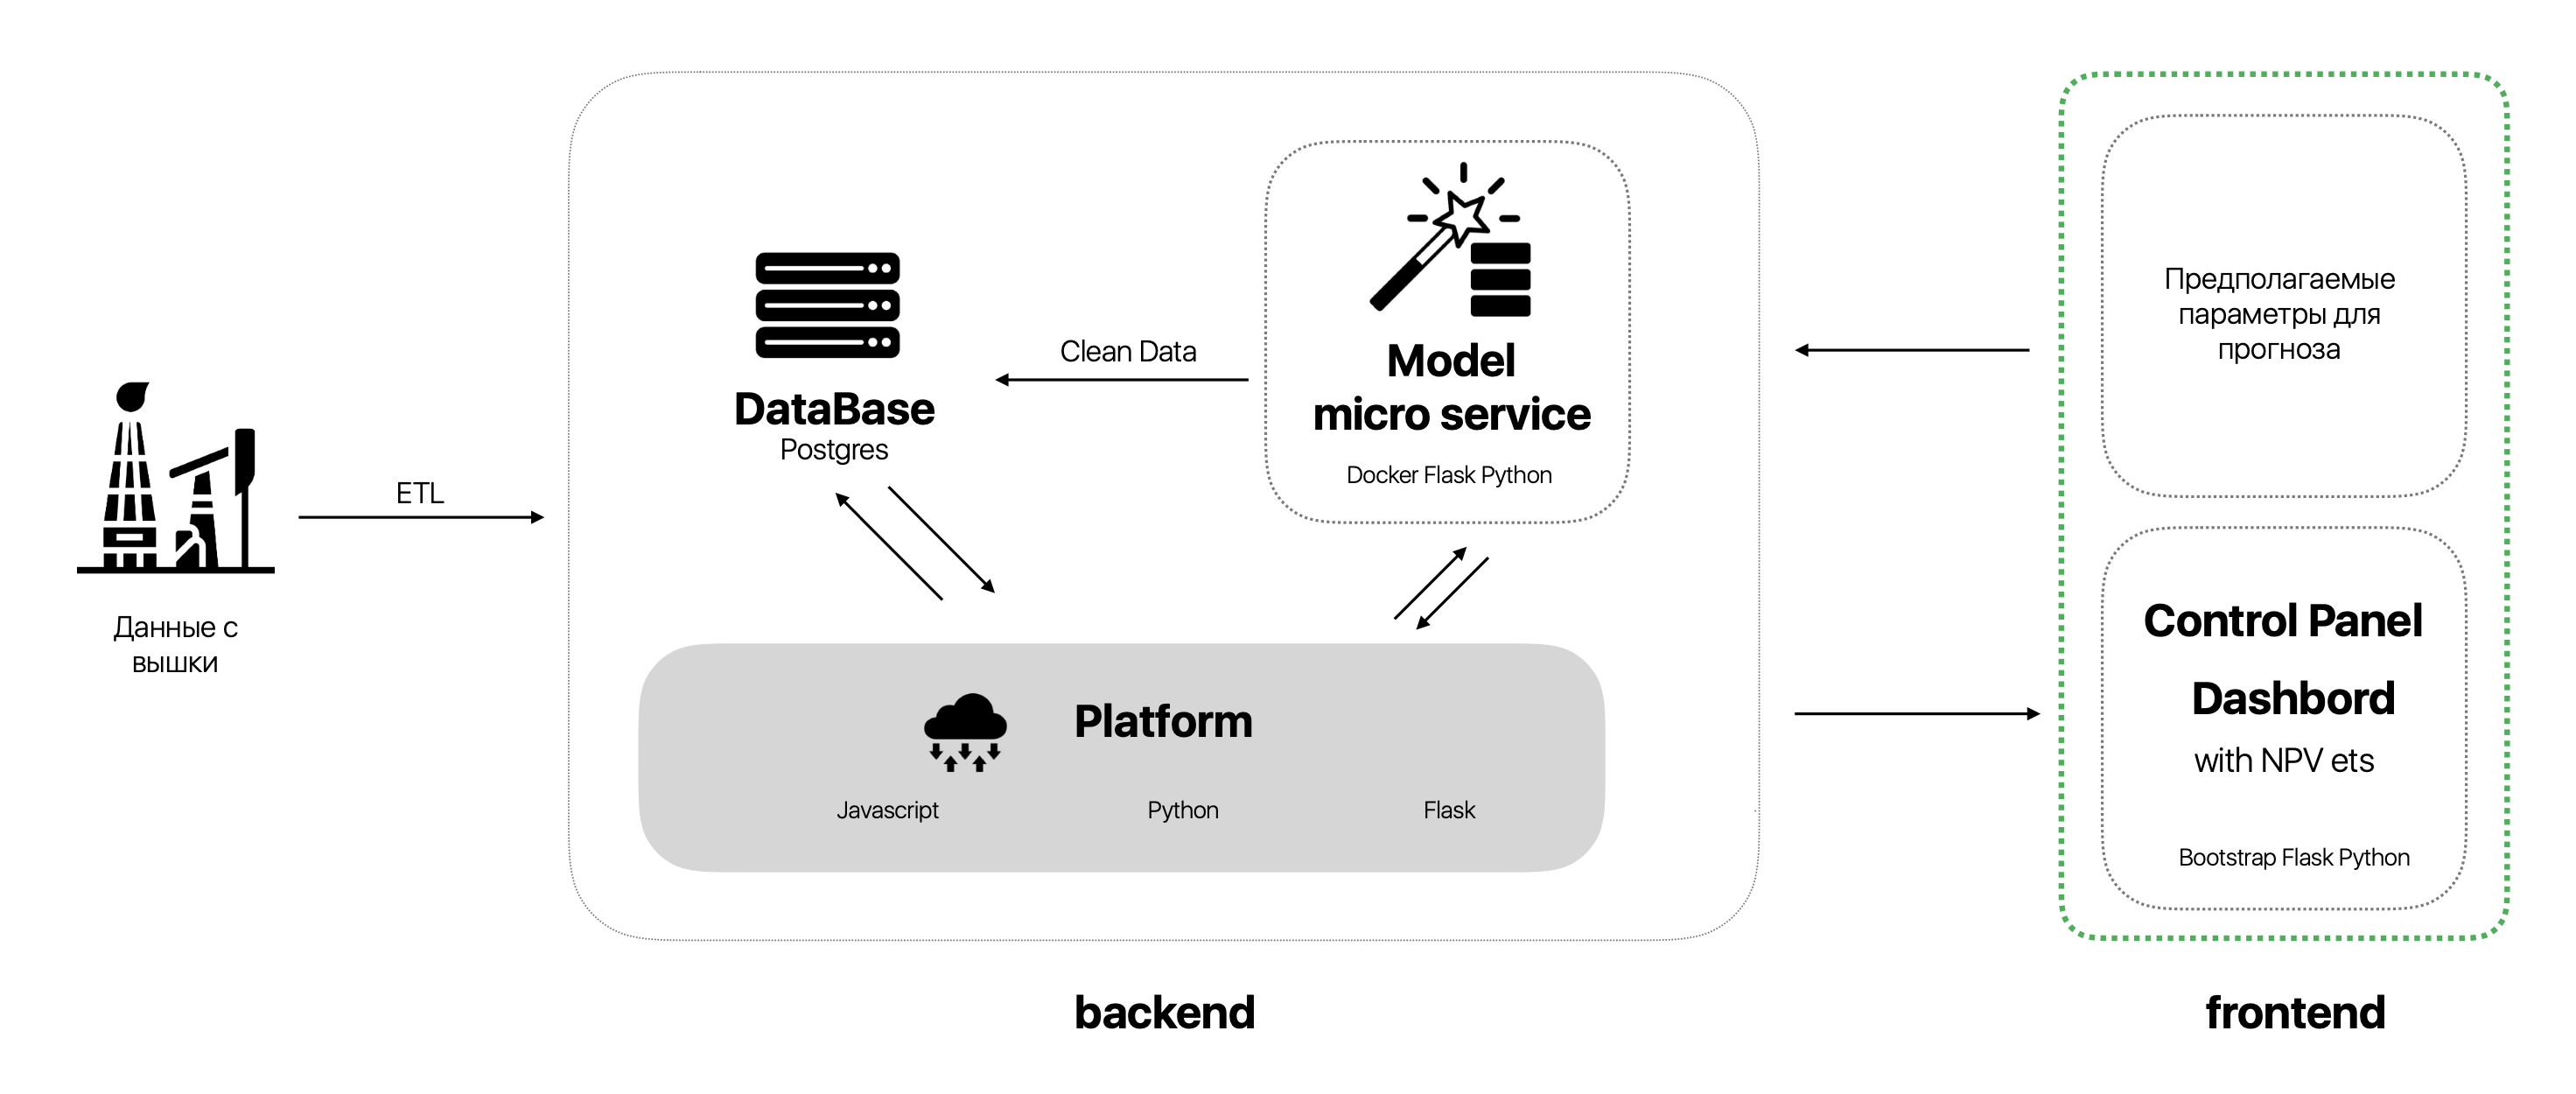 Данные с
вышки
ETL
DataBase
Postgres
Clean Data
Model
micro service
Docker Flask Python
Platform
Javascript
Python
Flask
backend
Предполагаемые
параметры для
прогноза
Control Panel
Dashbord
with NPV ets
Bootstrap Flask Python
frontend